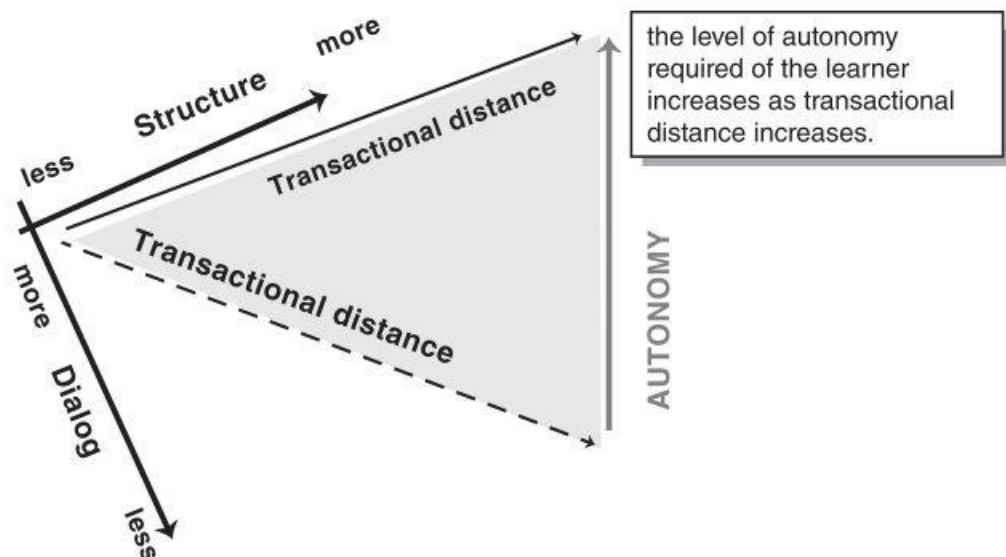 more
Structure
less
Transactional distance
the level of autonomy
required of the learner
increases as transactional
distance increases.
Transactional distance
more
Dialog
less
AUTONOMY